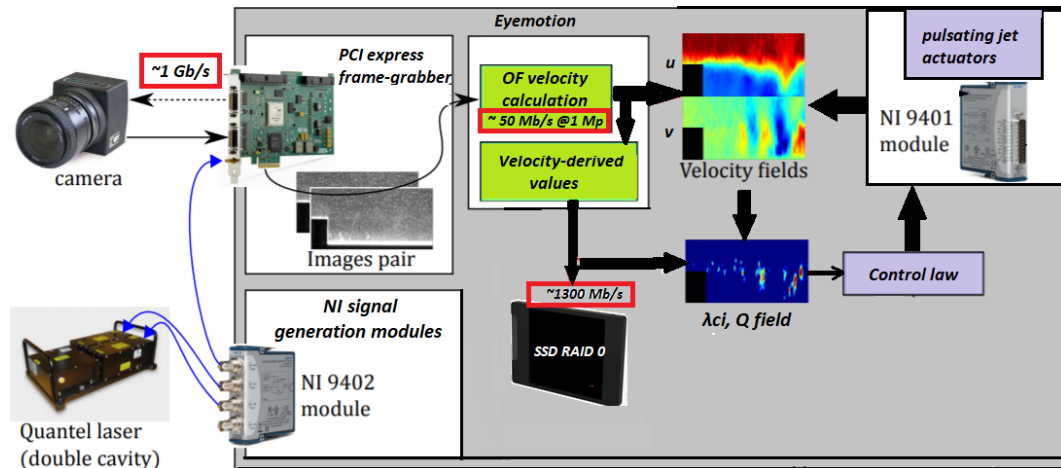 Eyemotion
~1 Gb/s
PCI express
frame-grabber
camera
Images pair
OF velocity
calculation
~ 50 Mb/s @1 Mp
Velocity-derived
values
u
v
Velocity fields
pulsating jet
actuators
NI 9401
module
Control law
λci, Q field
~1300 Mb/s
SSD RAID 0
NI signal
generation modules
NI 9402
module
Quantel laser
(double cavity)